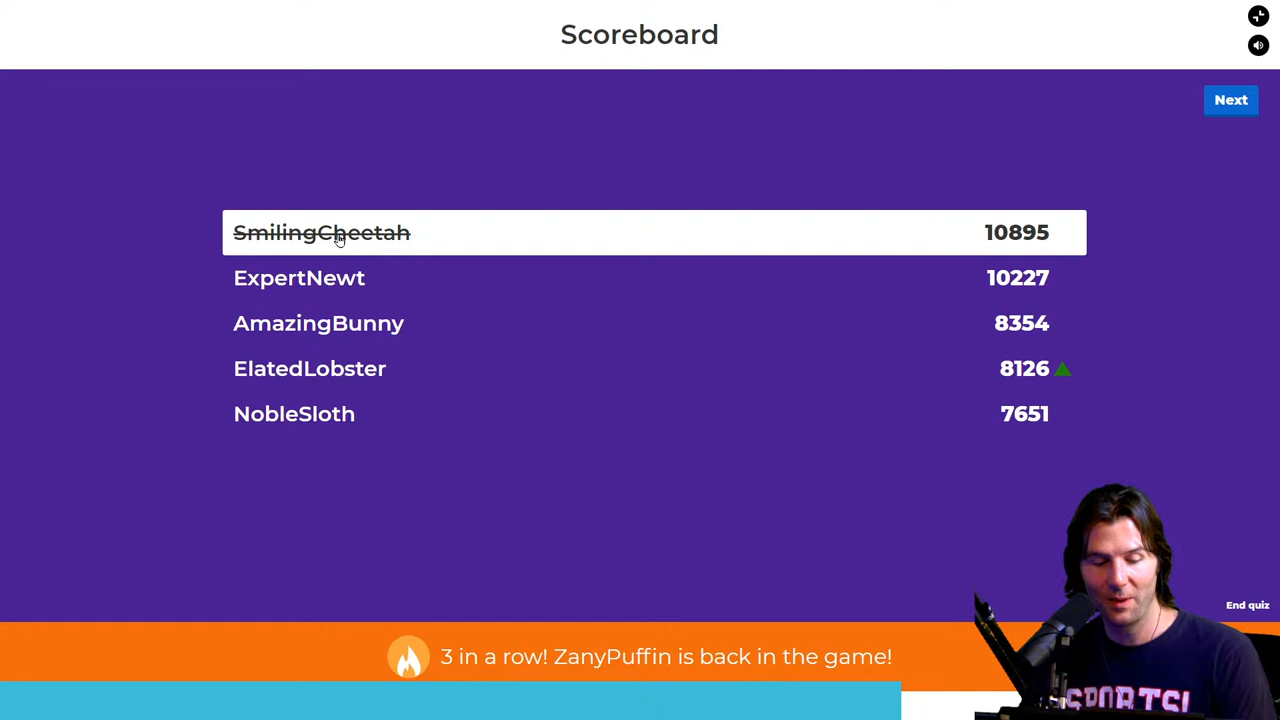 Scoreboard
Next
SmilingCheetah 10895
ExpertNewt 10227
AmazingBunny 8354
ElatedLobster 8126
NobleSloth 7651
End quiz
3 in a row! ZanyPuffin is back in the game!